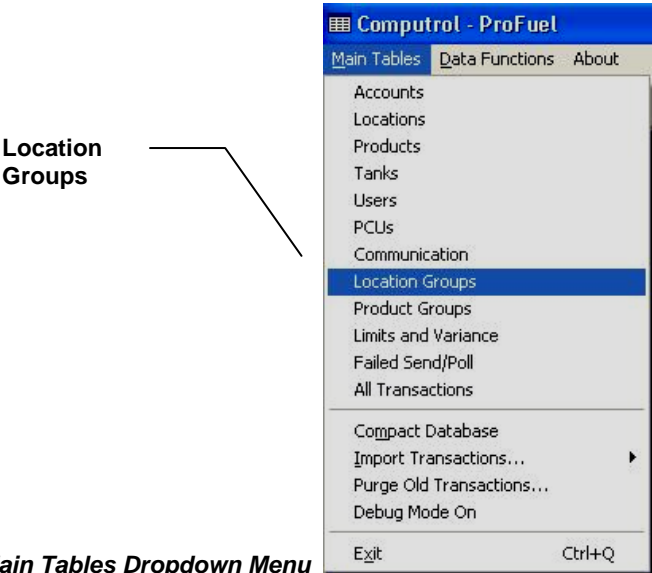 Computrol - ProFuel
Main Tables Data Functions About
Accounts
Locations
Products
Tanks
Users
PCUs
Communication
Location Groups
Product Groups
Limits and Variance
Failed Send/Poll
All Transactions
Compact Database
Import Transactions...
Purge Old Transactions...
Debug Mode On
Exit Ctrl+Q
Location
Groups
Tables Dropdown Menu